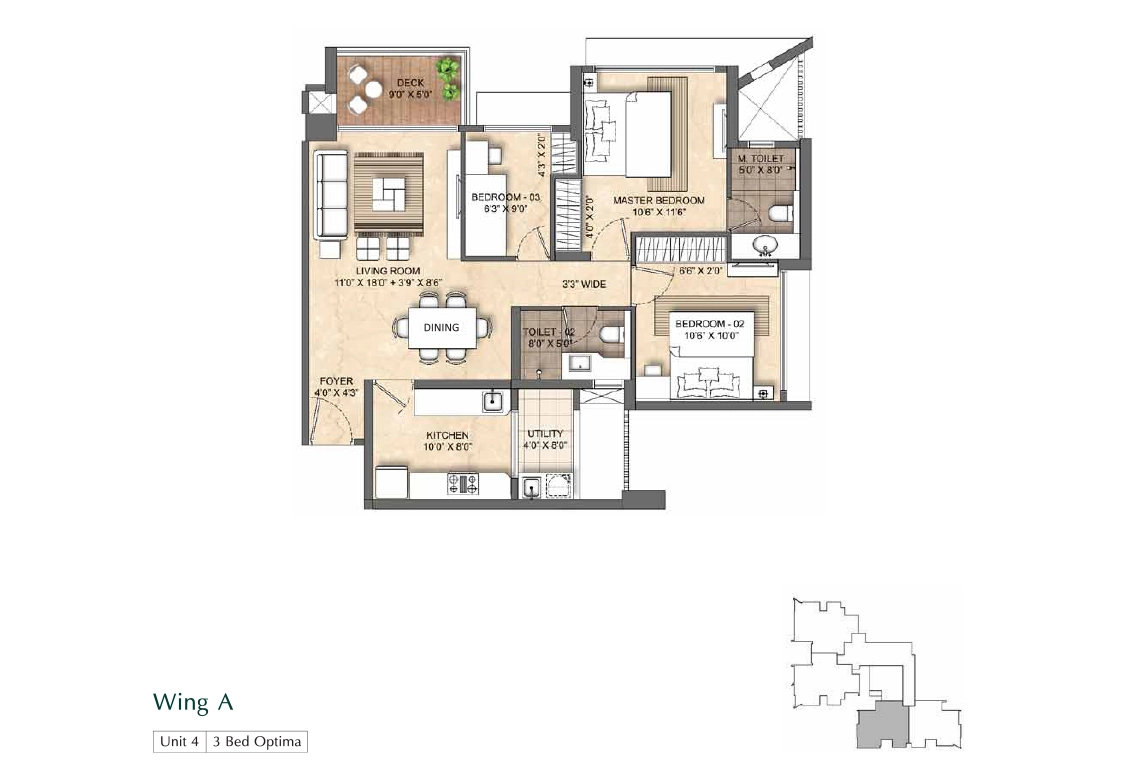 DECK
9'0" X 5'0"
4'3" X 2'0"
BEDROOM - 03
6'3" X 9'0"
4'0" X 2'0"
MASTER BEDROOM
10'6" X 11'6"
M. TOILET
5'0" X 8'0"
LIVING ROOM
11'0" X 18'0" + 3'9" X 8'6"
3'3" WIDE
6'6" X 2'0"
DINING
TOILET - 02
8'0" X 5'0"
BEDROOM - 02
10'6" X 10'0"
FOYER
4'0" X 4'3"
KITCHEN
10'0" X 8'0"
UTILITY
4'0" X 8'0"
Wing A
Unit 4 3 Bed Optima